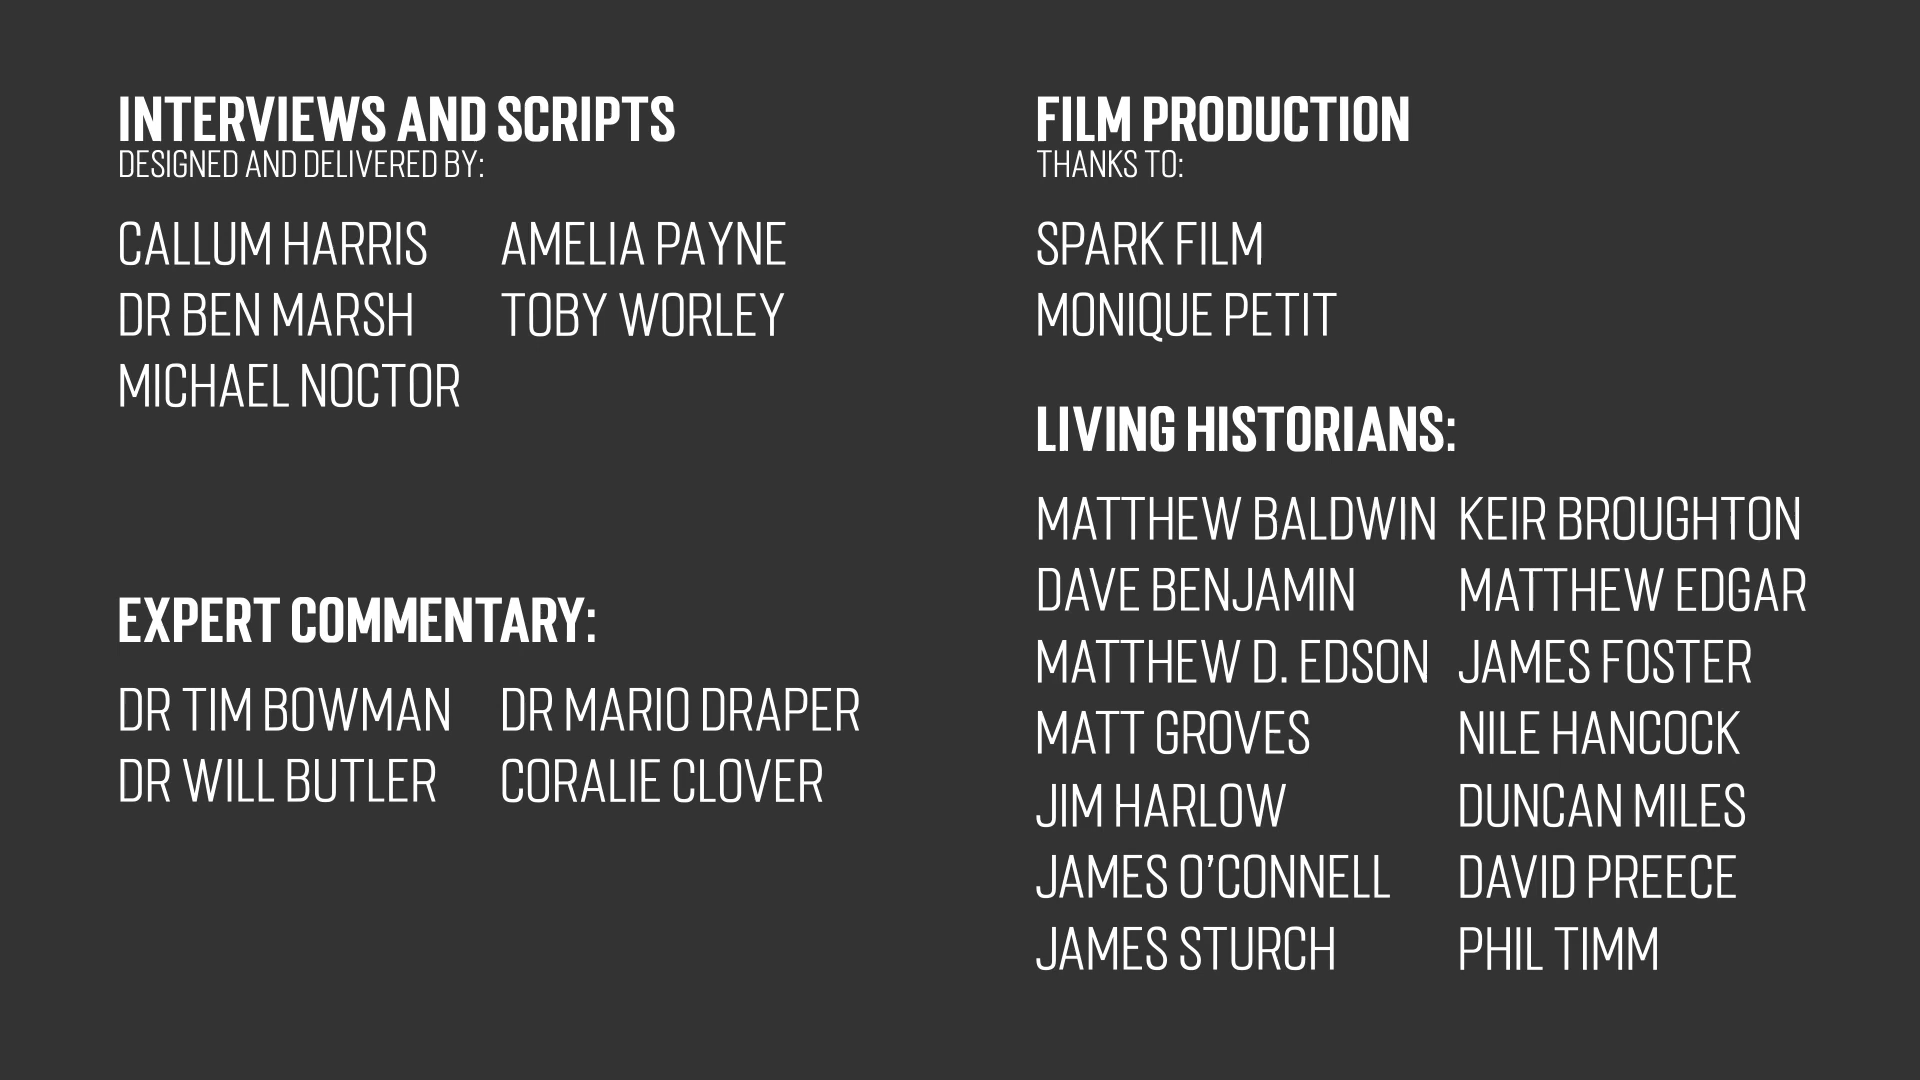 INTERVIEWS AND SCRIPTS
DESIGNED AND DELIVERED BY:
CALLUM HARRIS
DR BEN MARSH
MICHAEL NOCTOR
AMELIA PAYNE
TOBY WORLEY
EXPERT COMMENTARY:
DR TIM BOWMAN
DR WILL BUTLER
DR MARIO DRAPER
CORALIE CLOVER
FILM PRODUCTION
THANKS TO:
SPARK FILM
MONIQUE PETIT
LIVING HISTORIANS:
MATTHEW BALDWIN
DAVE BENJAMIN
MATTHEW D. EDSON
MATT GROVES
JIM HARLOW
JAMES O’CONNELL
JAMES STURCH
KEIR BROUGHTON
MATTHEW EDGAR
JAMES FOSTER
NILE HANCOCK
DUNCAN MILES
DAVID PREECE
PHIL TIMM